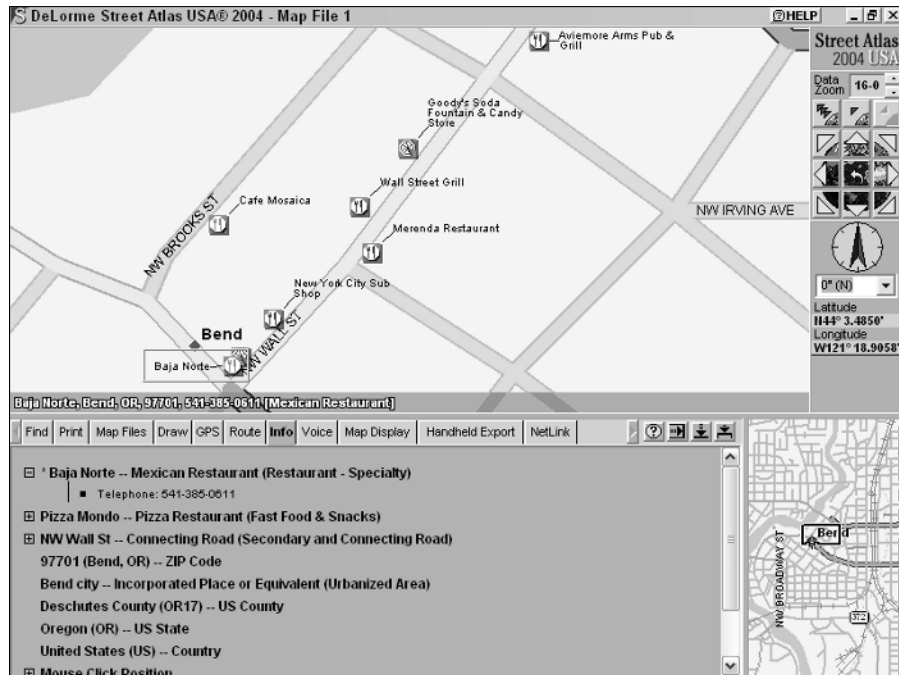 DeLorme Street Atlas USA® 2004 - Map File 1
HELP
Aviemore Arms Pub &
Grill
Goody's Soda
Fountain & Candy
Store
Wall Street Grill
Cafe Mosaica
NW BROOKS ST
Merenda Restaurant
NW IRVING AVE
New York City Sub
Shop
NW WALL ST
Bend
Baja Norte
Baja Norte, Bend, OR, 97701, 541-385-0611 [Mexican Restaurant]
Street Atlas
2004 USA
Data
Zoom
16-0
0° (N)
Latitude
N44° 3.4850'
Longitude
W121° 18.9058'
Find Print Map Files Draw GPS Route Info Voice Map Display Handheld Export NetLink
' Baja Norte -- Mexican Restaurant (Restaurant - Specialty)
Telephone: 541-385-0611
Pizza Mondo -- Pizza Restaurant (Fast Food & Snacks)
NW Wall St -- Connecting Road (Secondary and Connecting Road)
97701 (Bend, OR) -- ZIP Code
Bend city -- Incorporated Place or Equivalent (Urbanized Area)
Deschutes County (OR17) -- US County
Oregon (OR) -- US State
United States (US) -- Country
Mouse Click Position
Bend
NW BROADWAY ST
372